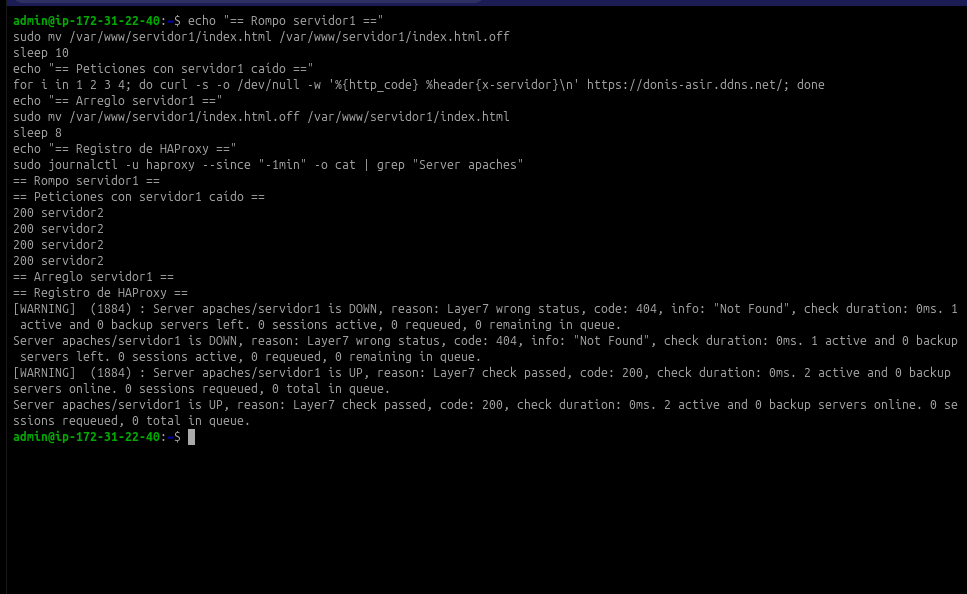 admin@ip-172-31-22-40:~$ echo "== Rompo servidor1 =="
sudo mv /var/www/servidor1/index.html /var/www/servidor1/index.html.off
sleep 10
echo "== Peticiones con servidor1 caído =="
for i in 1 2 3 4; do curl -s -o /dev/null -w '%{http_code} %header{x-servidor}\n' https://donis-asir.ddns.net/; done
echo "== Arreglo servidor1 =="
sudo mv /var/www/servidor1/index.html.off /var/www/servidor1/index.html
sleep 8
echo "== Registro de HAProxy =="
sudo journalctl -u haproxy --since "-1min" -o cat | grep "Server apaches"
== Rompo servidor1 ==
== Peticiones con servidor1 caído ==
200 servidor2
200 servidor2
200 servidor2
200 servidor2
== Arreglo servidor1 ==
== Registro de HAProxy ==
[WARNING]  (1884) : Server apaches/servidor1 is DOWN, reason: Layer7 wrong status, code: 404, info: "Not Found", check duration: 0ms. 1
 active and 0 backup servers left. 0 sessions active, 0 requeued, 0 remaining in queue.
Server apaches/servidor1 is DOWN, reason: Layer7 wrong status, code: 404, info: "Not Found", check duration: 0ms. 1 active and 0 backup
 servers left. 0 sessions active, 0 requeued, 0 remaining in queue.
[WARNING]  (1884) : Server apaches/servidor1 is UP, reason: Layer7 check passed, code: 200, check duration: 0ms. 2 active and 0 backup
servers online. 0 sessions requeued, 0 total in queue.
Server apaches/servidor1 is UP, reason: Layer7 check passed, code: 200, check duration: 0ms. 2 active and 0 backup servers online. 0 se
ssions requeued, 0 total in queue.
admin@ip-172-31-22-40:~$